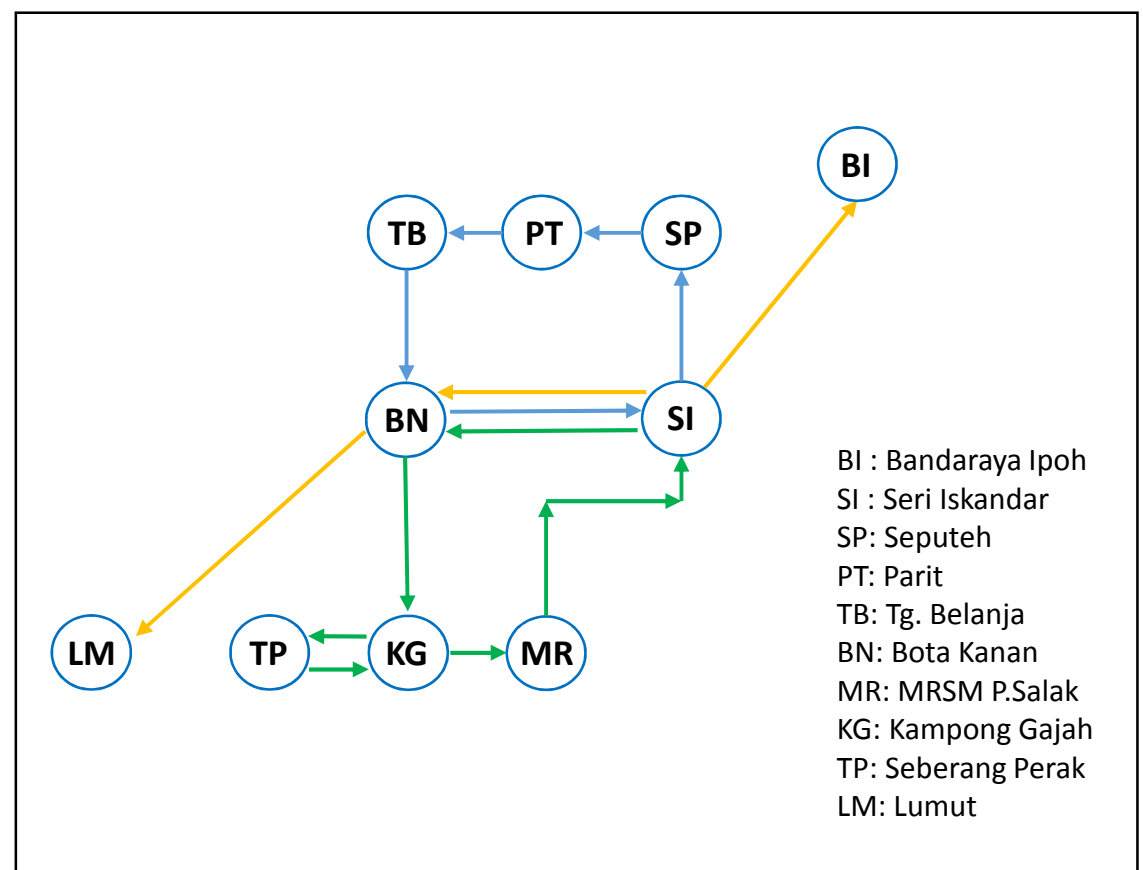 BI
TB
PT
SP
BN
SI
LM
TP
KG
MR
BI : Bandaraya Ipoh
SI : Seri Iskandar
SP: Seputeh
PT: Parit
TB: Tg. Belanja
BN: Bota Kanan
MR: MRSM P.Salak
KG: Kampong Gajah
TP: Seberang Perak
LM: Lumut